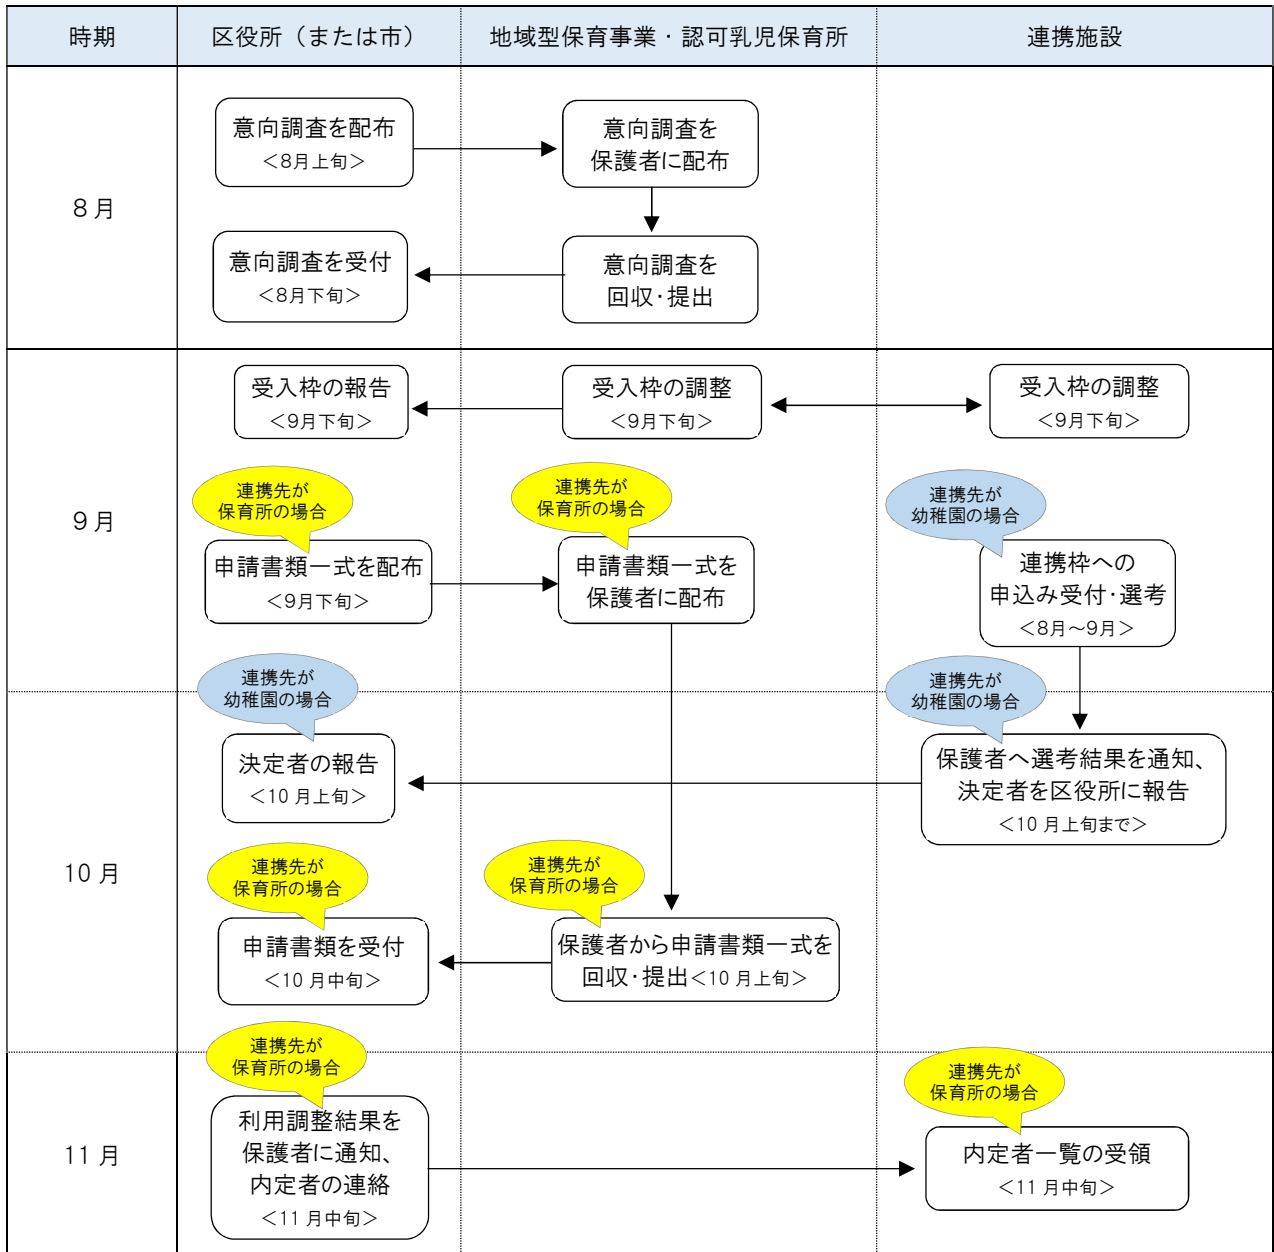 時期
区役所（または市）
地域型保育事業・認可乳児保育所
連携施設
8月
意向調査を配布
＜8月上旬＞
意向調査を
保護者に配布
意向調査を受付
＜8月下旬＞
意向調査を
回収・提出
9月
受入枠の報告
＜9月下旬＞
受入枠の調整
＜9月下旬＞
受入枠の調整
＜9月下旬＞
連携先が
保育所の場合
申請書類一式を配布
＜9月下旬＞
連携先が
保育所の場合
申請書類一式を
保護者に配布
連携先が
幼稚園の場合
連携枠への
申込み受付・選考
＜8月～9月＞
10月
連携先が
幼稚園の場合
決定者の報告
＜10月上旬＞
連携先が
幼稚園の場合
保護者へ選考結果を通知、
決定者を区役所に報告
＜10月上旬まで＞
連携先が
保育所の場合
申請書類を受付
＜10月中旬＞
連携先が
保育所の場合
保護者から申請書類一式を
回収・提出＜10月上旬＞
11月
連携先が
保育所の場合
利用調整結果を
保護者に通知、
内定者の連絡
＜11月中旬＞
連携先が
保育所の場合
内定者一覧の受領
＜11月中旬＞